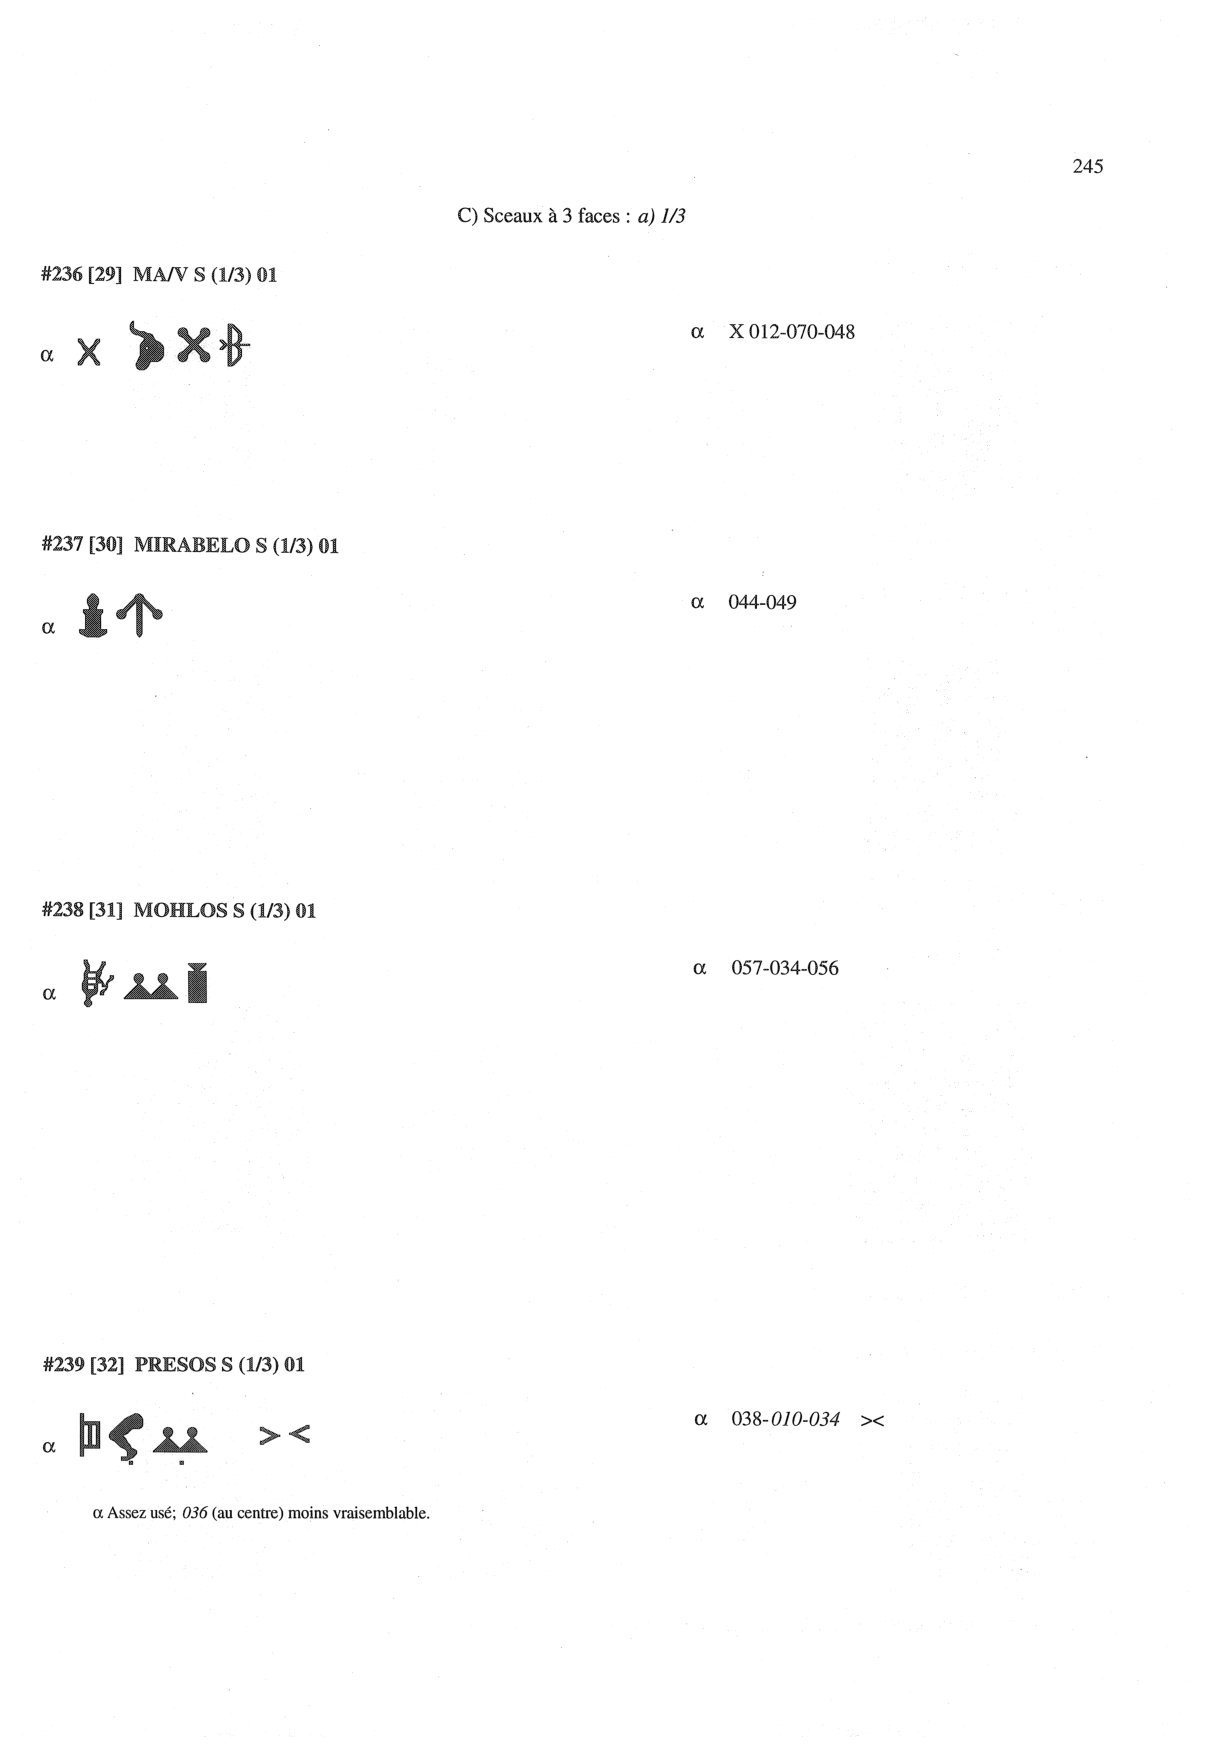 245
C) Sceaux à 3 faces : a) 1/3
#236 [29] MA/V S (1/3) 01
α X
α X 012-070-048
#237 [30] MIRABELO S (1/3) 01
α
α 044-049
#238 [31] MOHLOS S (1/3) 01
α
α 057-034-056
#239 [32] PRESOS S (1/3) 01
α ><
α 038-010-034 ><
α Assez usé; 036 (au centre) moins vraisemblable.